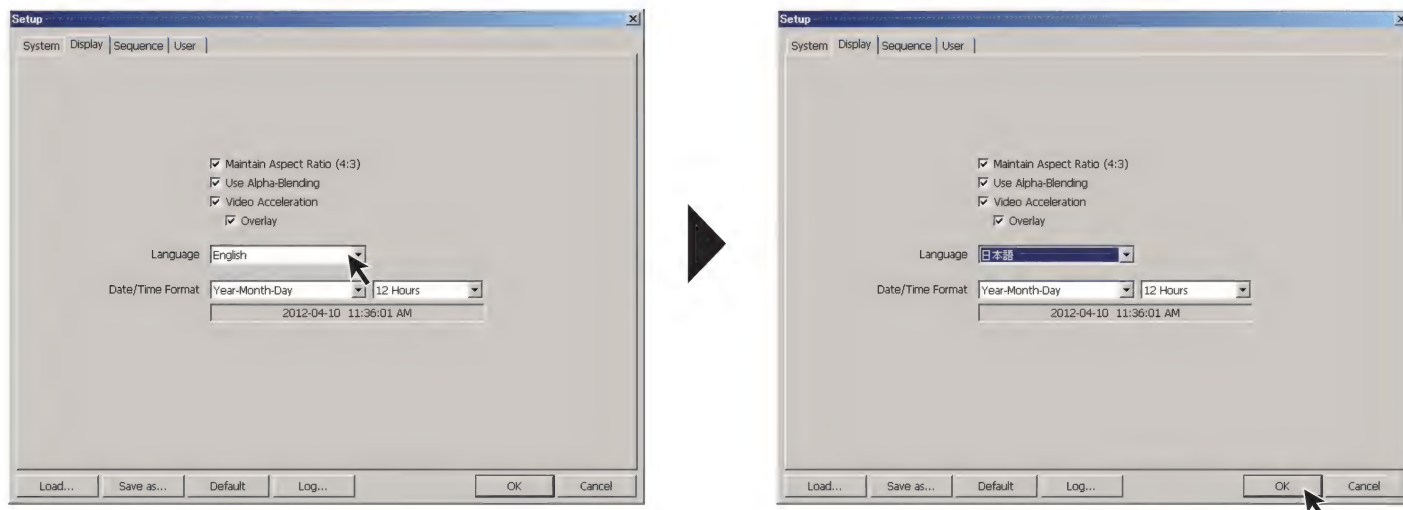 Setup
System Display Sequence User
Maintain Aspect Ratio (4:3)
Use Alpha-Blending
Video Acceleration
Overlay
Language English
Date/Time Format Year-Month-Day 12 Hours
2012-04-10 11:36:01 AM
Load... Save as... Default Log... OK Cancel
Setup
System Display Sequence User
Maintain Aspect Ratio (4:3)
Use Alpha-Blending
Video Acceleration
Overlay
Language 日本語
Date/Time Format Year-Month-Day 12 Hours
2012-04-10 11:36:01 AM
Load... Save as... Default Log... OK Cancel